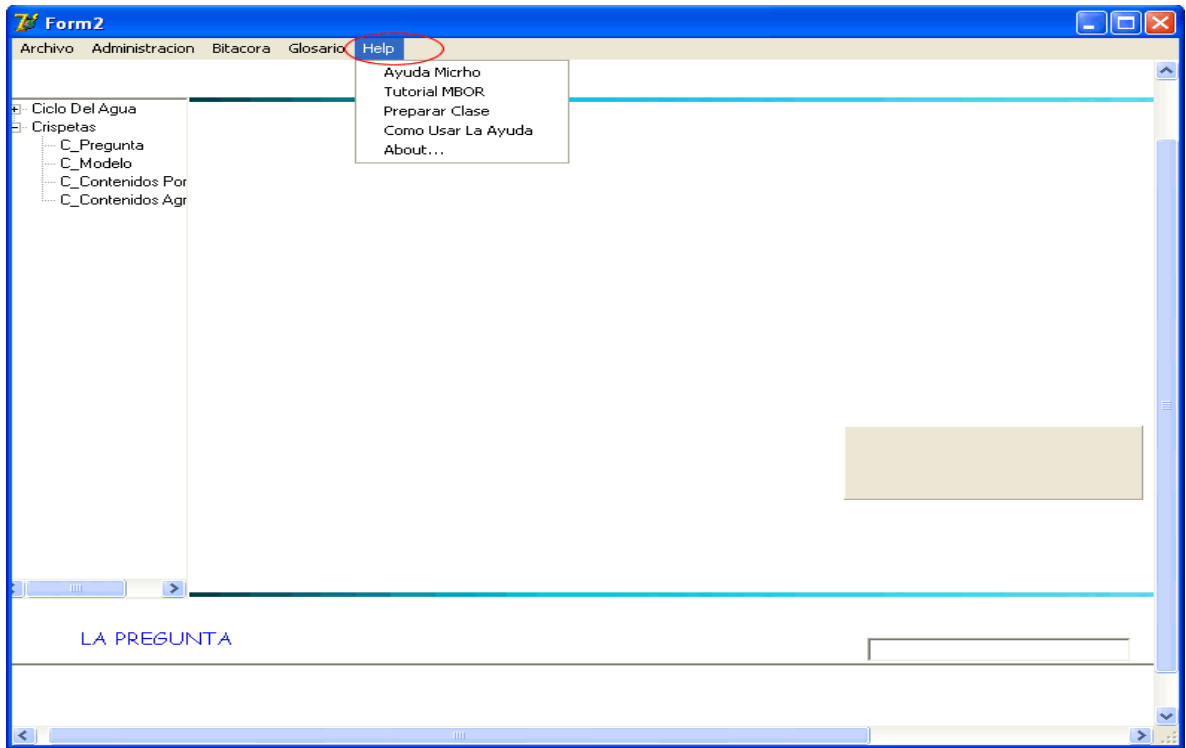 Form2
Archivo Administracion Bitacora Glosario Help
Ayuda Micrho
Tutorial MBOR
Preparar Clase
Como Usar La Ayuda
About...
Ciclo Del Agua
Crispetas
C_Pregunta
C_Modelo
C_Contenidos Por
C_Contenidos Agr
LA PREGUNTA